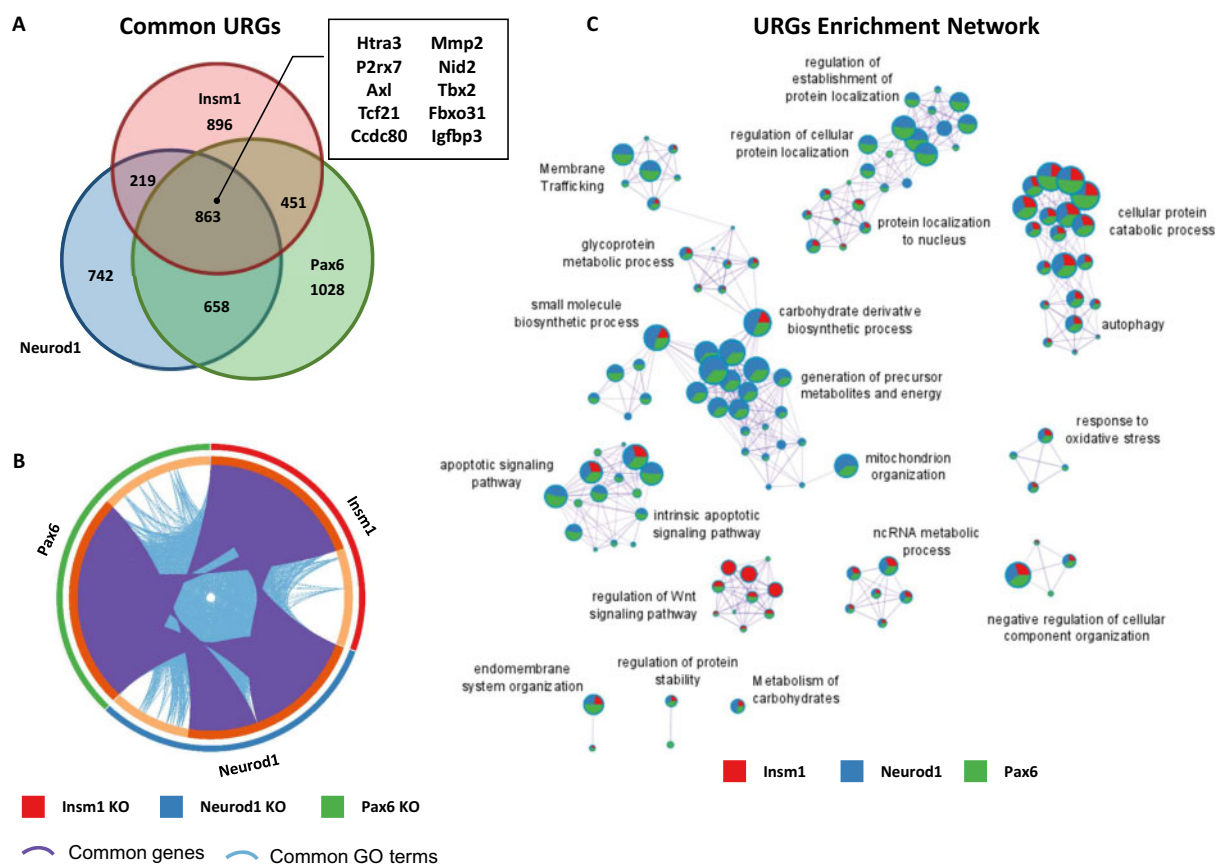 A
Common URGs
Htra3 Mmp2
P2rx7 Nid2
Axl Tbx2
Tcf21 Fbxo31
Ccdc80 Igfbp3
Insm1
896
219
451
863
742
Pax6
1028
658
Neurod1
B
Pax6
Insm1
Neurod1
Insm1 KO
Neurod1 KO
Pax6 KO
Common genes
Common GO terms
C
URGs Enrichment Network
regulation of
establishment of
protein localization
regulation of cellular
protein localization
Membrane
Trafficking
protein localization
to nucleus
cellular protein
catabolic process
glycoprotein
metabolic process
small molecule
biosynthetic process
carbohydrate derivative
biosynthetic process
autophagy
generation of precursor
metabolites and energy
response to
oxidative stress
apoptotic signaling
pathway
mitochondrion
organization
intrinsic apoptotic
signaling pathway
ncRNA metabolic
process
regulation of Wnt
signaling pathway
negative regulation of cellular
component organization
endomembrane
system organization
regulation of protein
stability
Metabolism of
carbohydrates
Insm1
Neurod1
Pax6